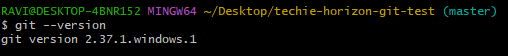 RAVI@DESKTOP-4BNR152 MINGW64 ~/Desktop/techie-horizon-git-test (master)
$ git --version
git version 2.37.1.windows.1